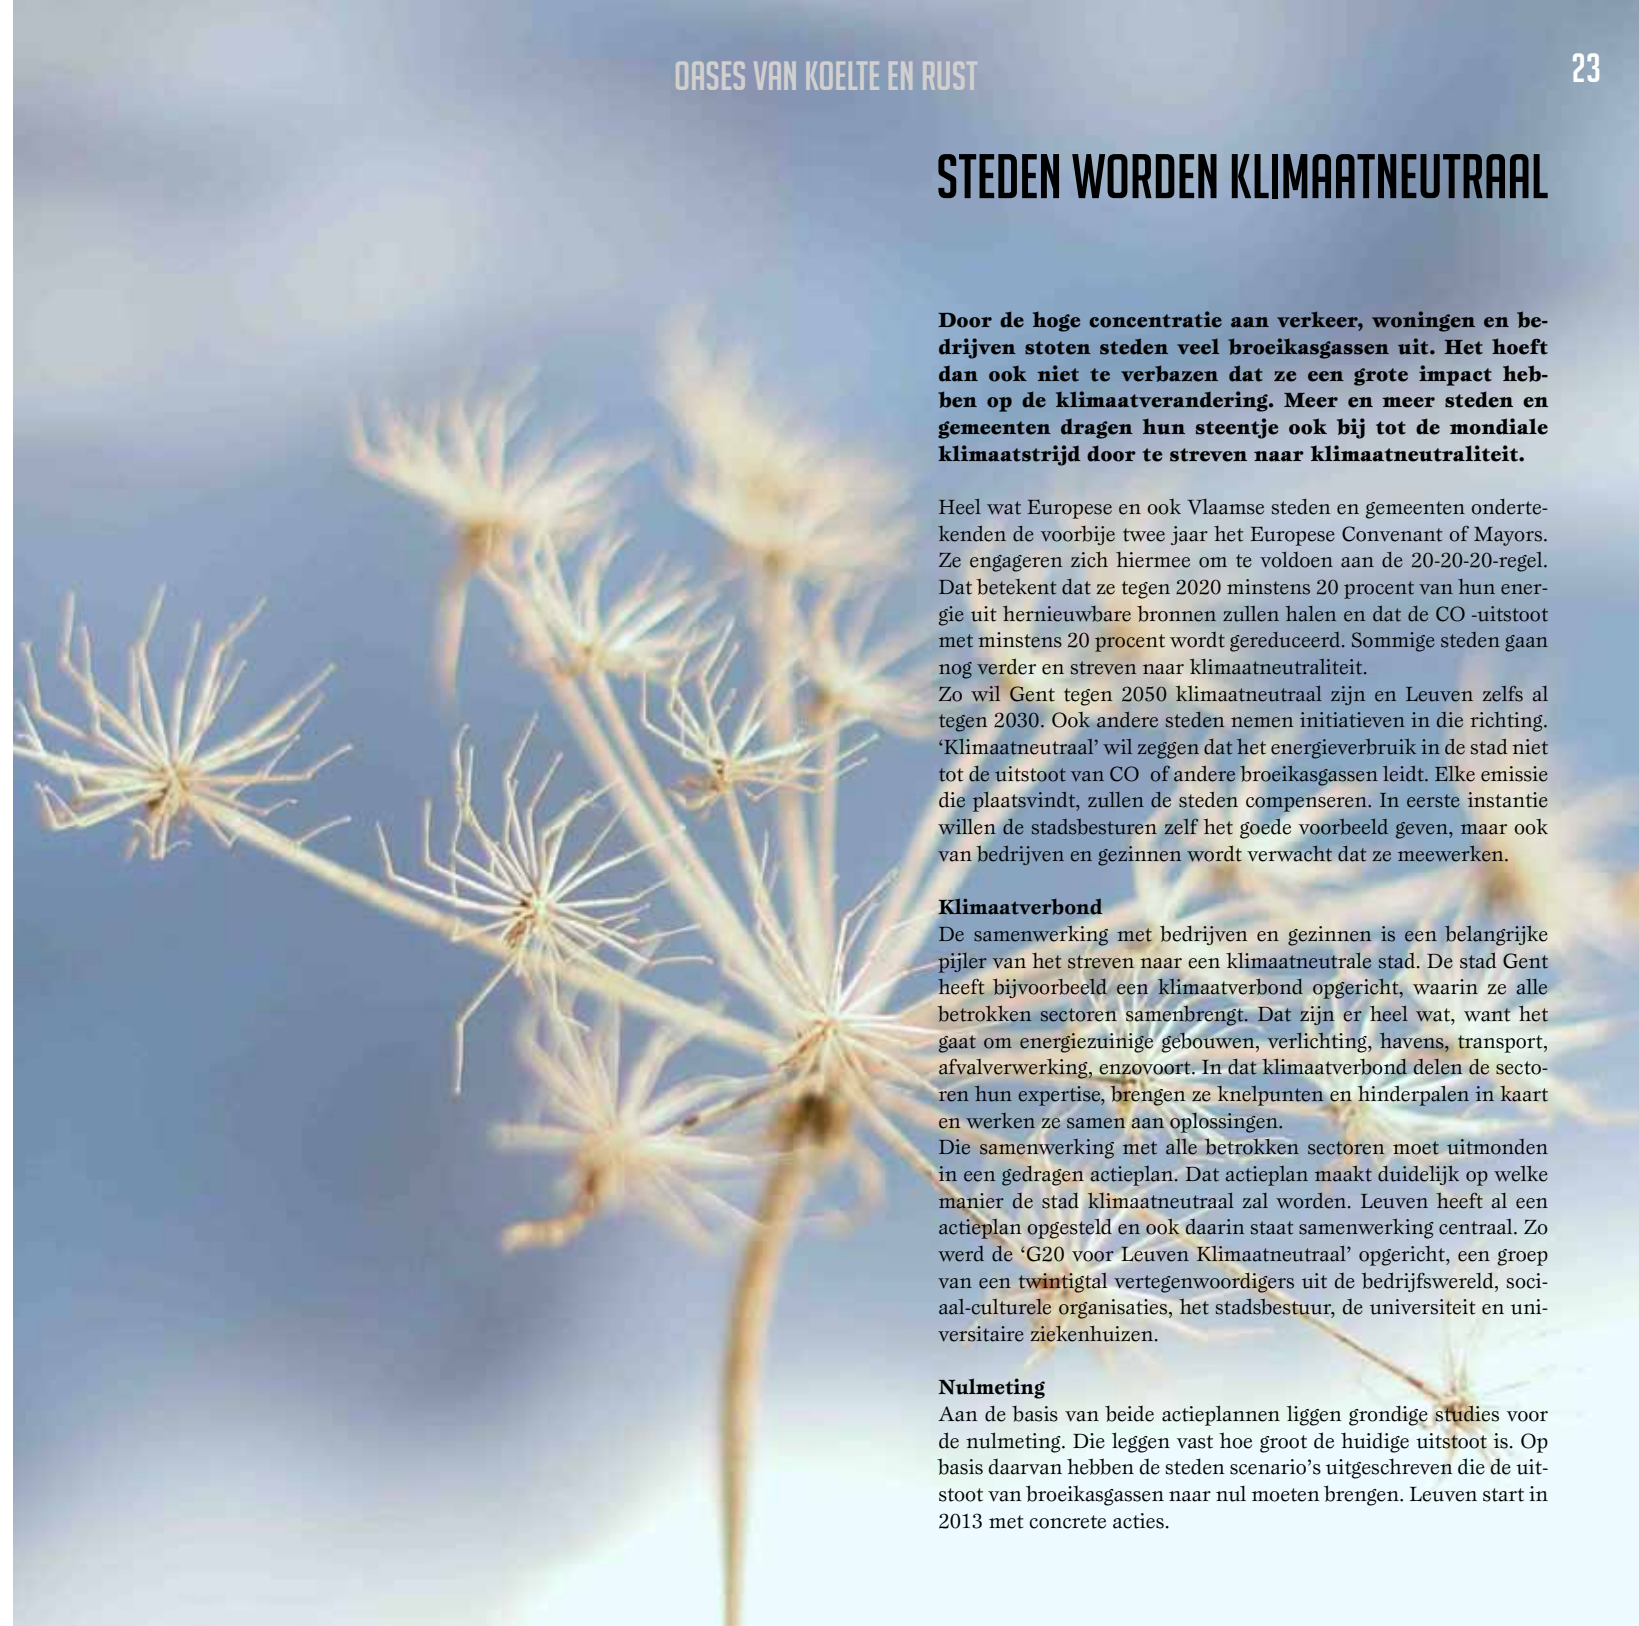 OASES VAN KOELTE EN RUST
23
STEDEN WORDEN KLIMAATNEUTRAAL
Door de hoge concentratie aan verkeer, woningen en be-
drijven stoten steden veel broeikasgassen uit. Het hoeft
dan ook niet te verbazen dat ze een grote impact heb-
ben op de klimaatverandering. Meer en meer steden en
gemeenten dragen hun steentje ook bij tot de mondiale
klimaatstrijd door te streven naar klimaatneutraliteit.
Heel wat Europese en ook Vlaamse steden en gemeenten onderte-
kenden de voorbije twee jaar het Europese Convenant of Mayors.
Ze engageren zich hiermee om te voldoen aan de 20-20-20-regel.
Dat betekent dat ze tegen 2020 minstens 20 procent van hun ener-
gie uit hernieuwbare bronnen zullen halen en dat de CO -uitstoot
met minstens 20 procent wordt gereduceerd. Sommige steden gaan
nog verder en streven naar klimaatneutraliteit.
Zo wil Gent tegen 2050 klimaatneutraal zijn en Leuven zelfs al
tegen 2030. Ook andere steden nemen initiatieven in die richting.
‘Klimaatneutraal’ wil zeggen dat het energieverbruik in de stad niet
tot de uitstoot van CO of andere broeikasgassen leidt. Elke emissie
die plaatsvindt, zullen de steden compenseren. In eerste instantie
willen de stadsbesturen zelf het goede voorbeeld geven, maar ook
van bedrijven en gezinnen wordt verwacht dat ze meewerken.
Klimaatverbond
De samenwerking met bedrijven en gezinnen is een belangrijke
pijler van het streven naar een klimaatneutrale stad. De stad Gent
heeft bijvoorbeeld een klimaatverbond opgericht, waarin ze alle
betrokken sectoren samenbrengt. Dat zijn er heel wat, want het
gaat om energiezuinige gebouwen, verlichting, havens, transport,
afvalverwerking, enzovoort. In dat klimaatverbond delen de secto-
ren hun expertise, brengen ze knelpunten en hinderpalen in kaart
en werken ze samen aan oplossingen.
Die samenwerking met alle betrokken sectoren moet uitmonden
in een gedragen actieplan. Dat actieplan maakt duidelijk op welke
manier de stad klimaatneutraal zal worden. Leuven heeft al een
actieplan opgesteld en ook daarin staat samenwerking centraal. Zo
werd de ‘G20 voor Leuven Klimaatneutraal’ opgericht, een groep
van een twintigtal vertegenwoordigers uit de bedrijfswereld, soci-
aal-culturele organisaties, het stadsbestuur, de universiteit en uni-
versitaire ziekenhuizen.
Nulmeting
Aan de basis van beide actieplannen liggen grondige studies voor
de nulmeting. Die leggen vast hoe groot de huidige uitstoot is. Op
basis daarvan hebben de steden scenario’s uitgeschreven die de uit-
stoot van broeikasgassen naar nul moeten brengen. Leuven start in
2013 met concrete acties.